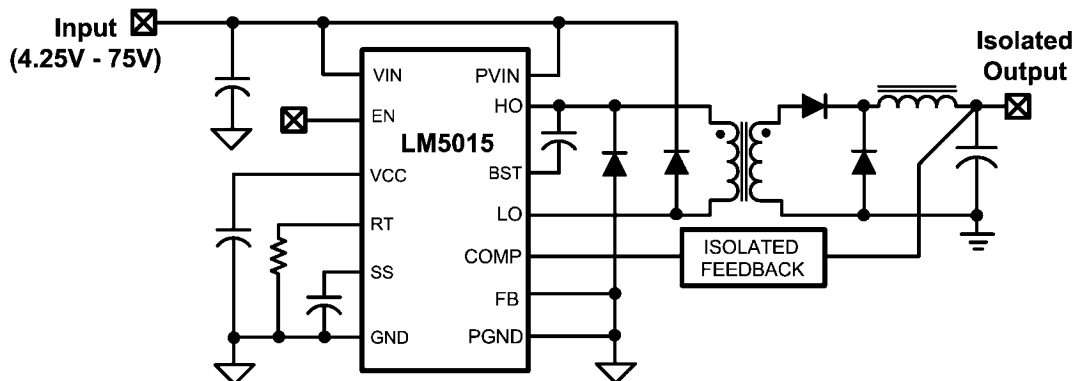 Input
(4.25V - 75V)
Isolated
Output
VIN
PVIN
EN
HO
LM5015
VCC
BST
RT
LO
SS
COMP
ISOLATED
FEEDBACK
FB
GND
PGND